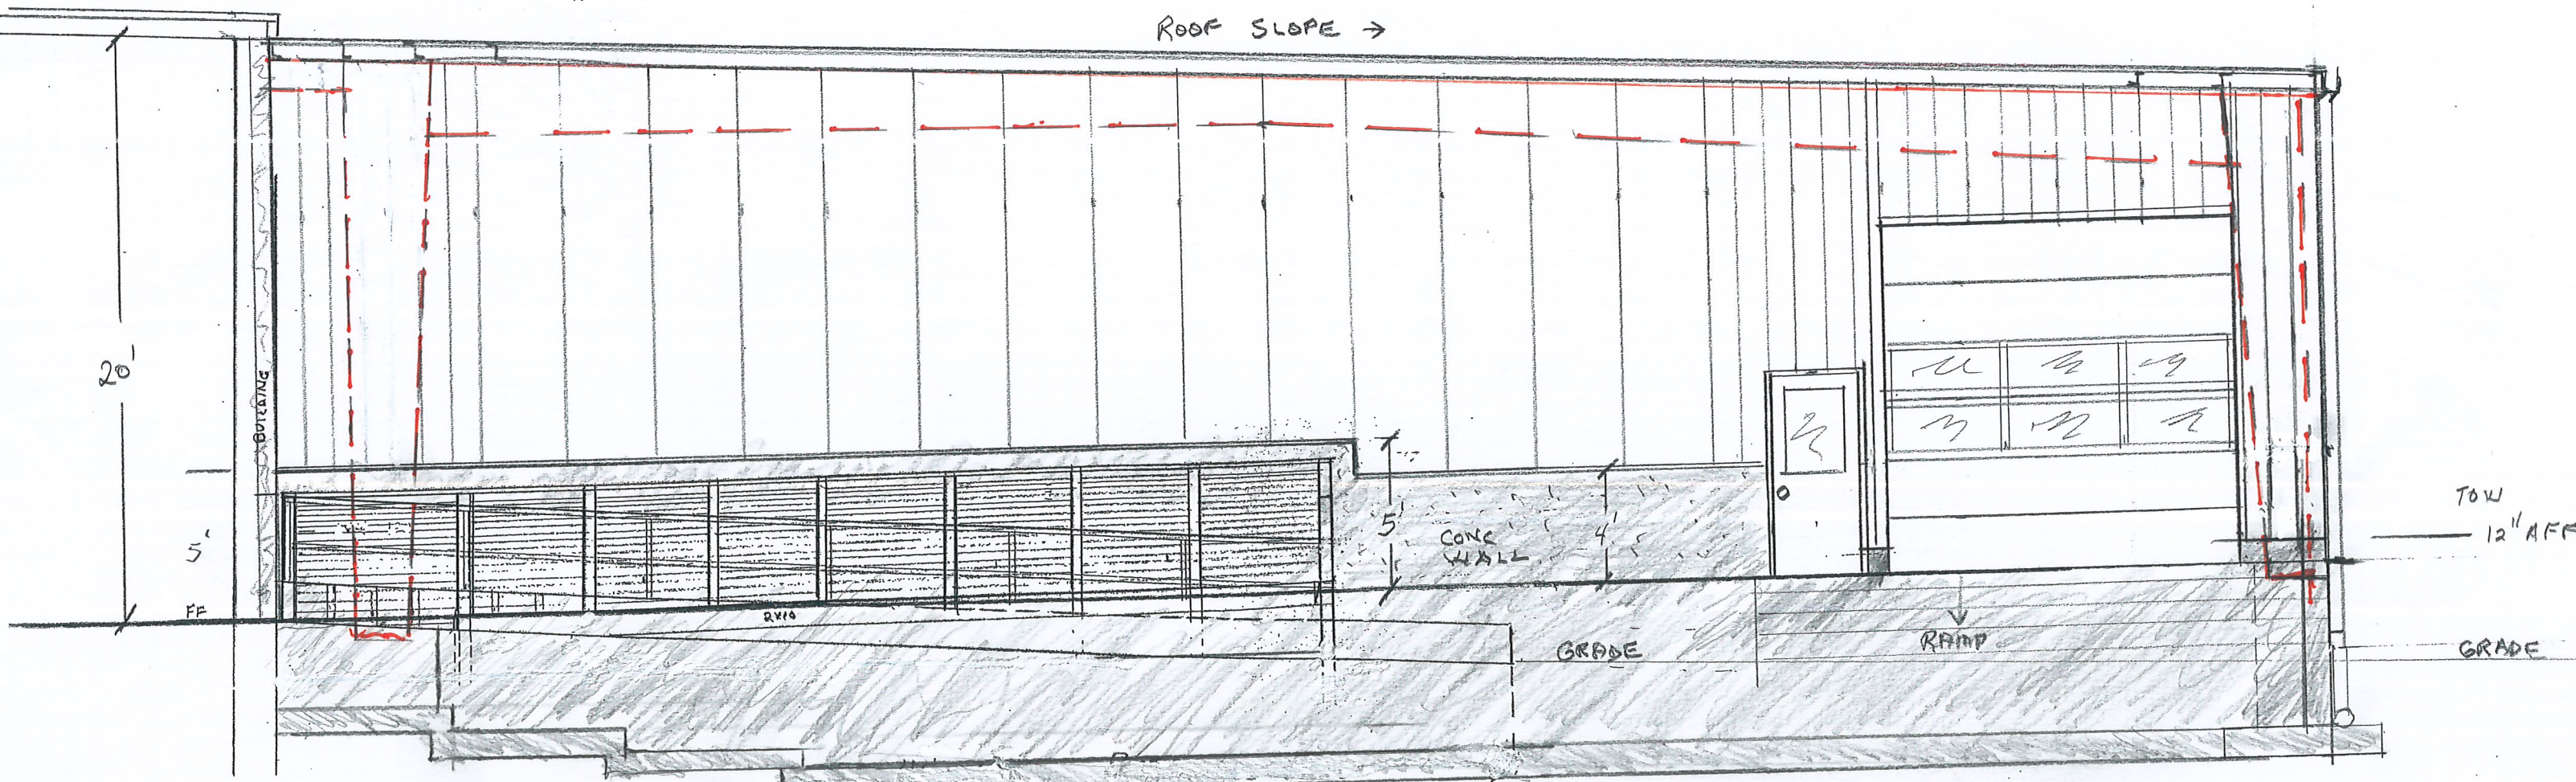 ROOF SLOPE →
20'
BUILDING
5'
FF
2X10
5'
CONC
WALL
4'
GRADE
RAMP
TOW
12" AFF
GRADE